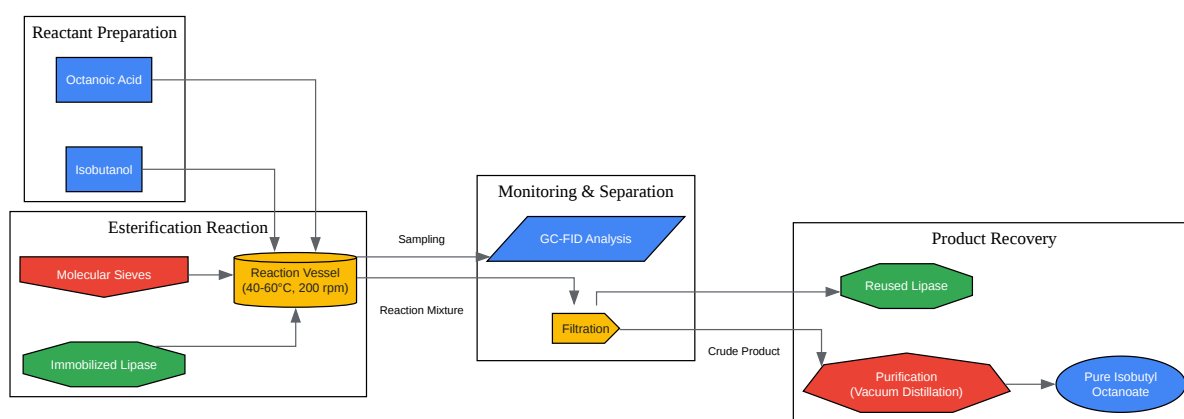 Reactant Preparation
Octanoic Acid
Isobutanol
Esterification Reaction
Molecular Sieves
Reaction Vessel
(40-60°C, 200 rpm)
Immobilized Lipase
Sampling
Reaction Mixture
Monitoring & Separation
GC-FID Analysis
Filtration
Crude Product
Product Recovery
Reused Lipase
Purification
(Vacuum Distillation)
Pure Isobutyl
Octanoate